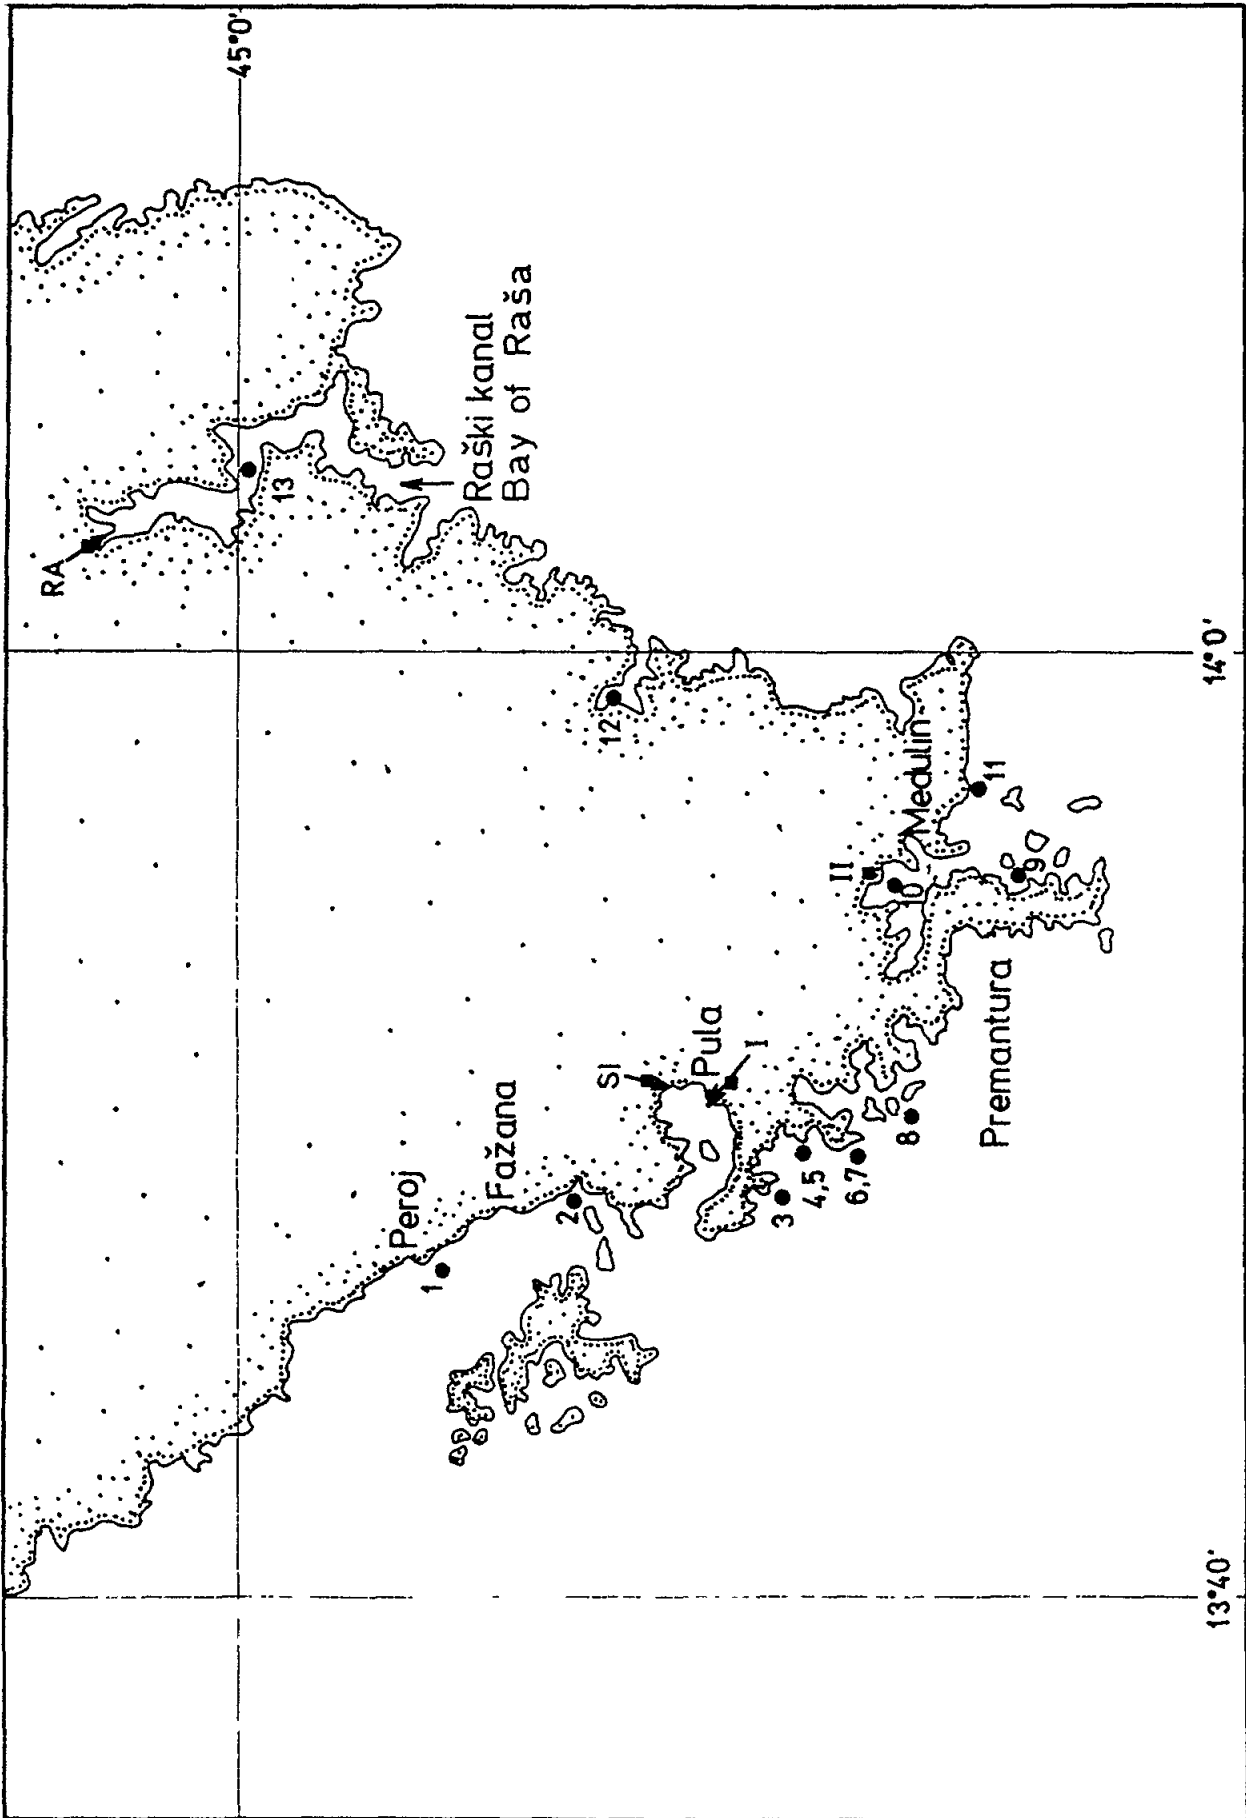 45°0'
RA
13
Raški kanal
Bay of Raša
12
14°0'
Peroj
Fažana
1
2
SI
Pula
I
II
Medulin
10
11
9
3
4,5
6,7
8
Premantura
13°40'